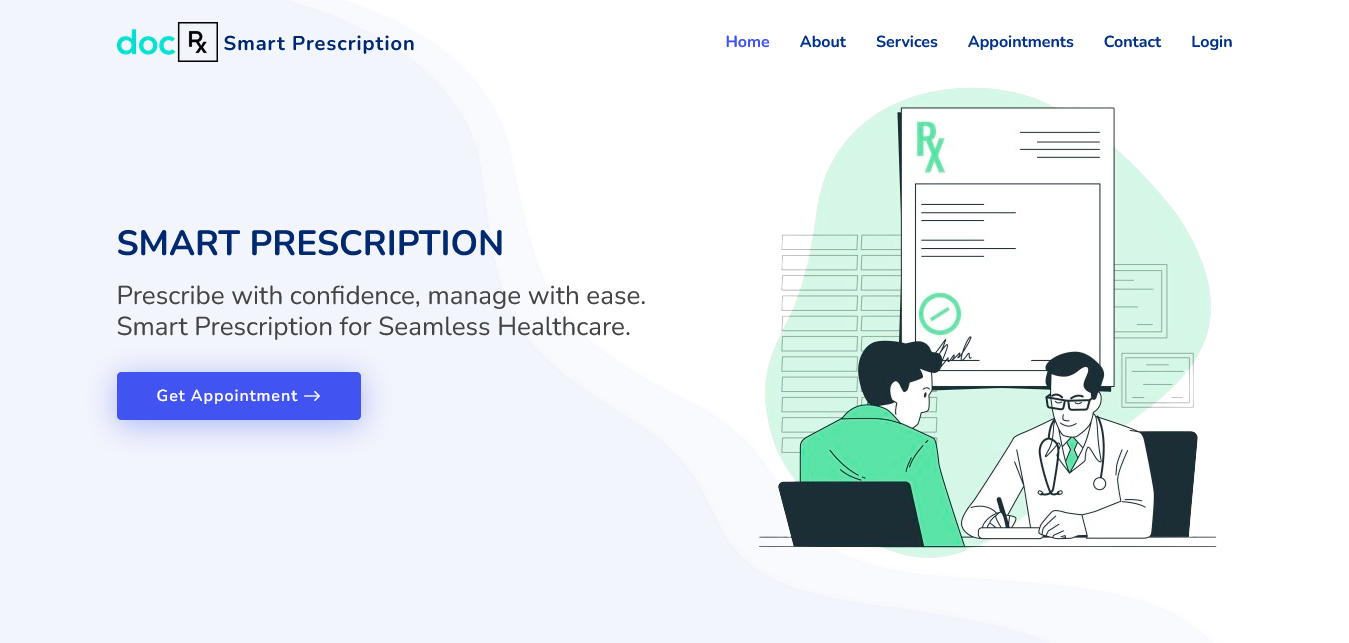 doc Rx Smart Prescription
Home About Services Appointments Contact Login
Rx
SMART PRESCRIPTION
Prescribe with confidence, manage with ease.
Smart Prescription for Seamless Healthcare.
Get Appointment →